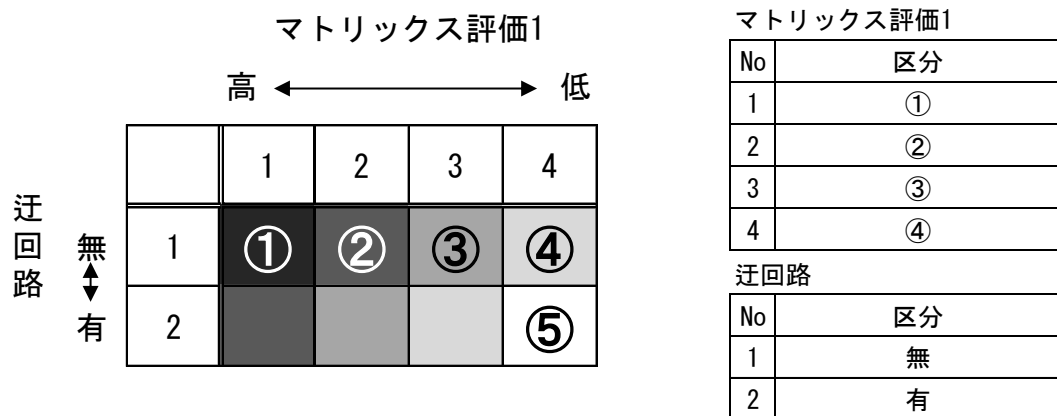 マトリックス評価1
高 低
1 2 3 4
迂回路
無
有
1 ① ② ③ ④
2 ⑤
マトリックス評価1
No 区分
1 ①
2 ②
3 ③
4 ④
迂回路
No 区分
1 無
2 有